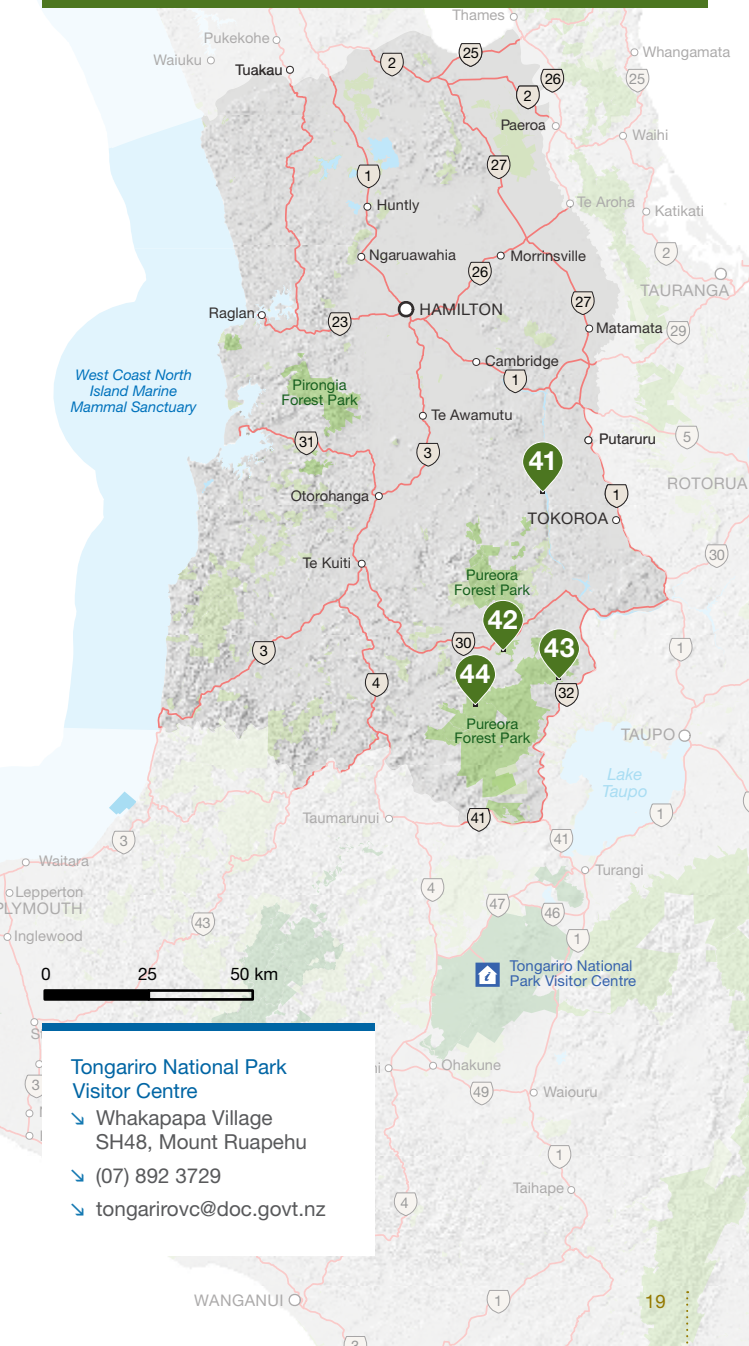 Thames
Pukekohe
Waiuku
Whangamata
Tuakau
2
25
26
25
2
Paeroa
Waihi
27
1
Huntly
Te Aroha
Katikati
Ngaruawahia
Morrinsville
2
26
TAURANGA
Raglan
HAMILTON
27
23
Matamata
29
Cambridge
1
West Coast North
Island Marine
Mammal Sanctuary
Pirongia
Forest Park
Te Awamutu
31
3
Putaruru
5
41
ROTORUA
Otorohanga
1
TOKOROA
30
Te Kuiti
Pureora
Forest Park
42
30
43
3
1
44
4
32
Pureora
Forest Park
TAUPO
Lake
Taupo
Taumarunui
41
1
3
41
Waitara
Turangi
Lepperton
4
PLYMOUTH
47
46
43
Inglewood
1
0 25 50 km
Tongariro National
Park Visitor Centre
S
Tongariro National Park
Visitor Centre
Whakapapa Village
SH48, Mount Ruapehu
(07) 892 3729
tongarirovc@doc.govt.nz
3
Ohakune
49
Waiouru
1
Taihape
4
WANGANUI
1
19
3